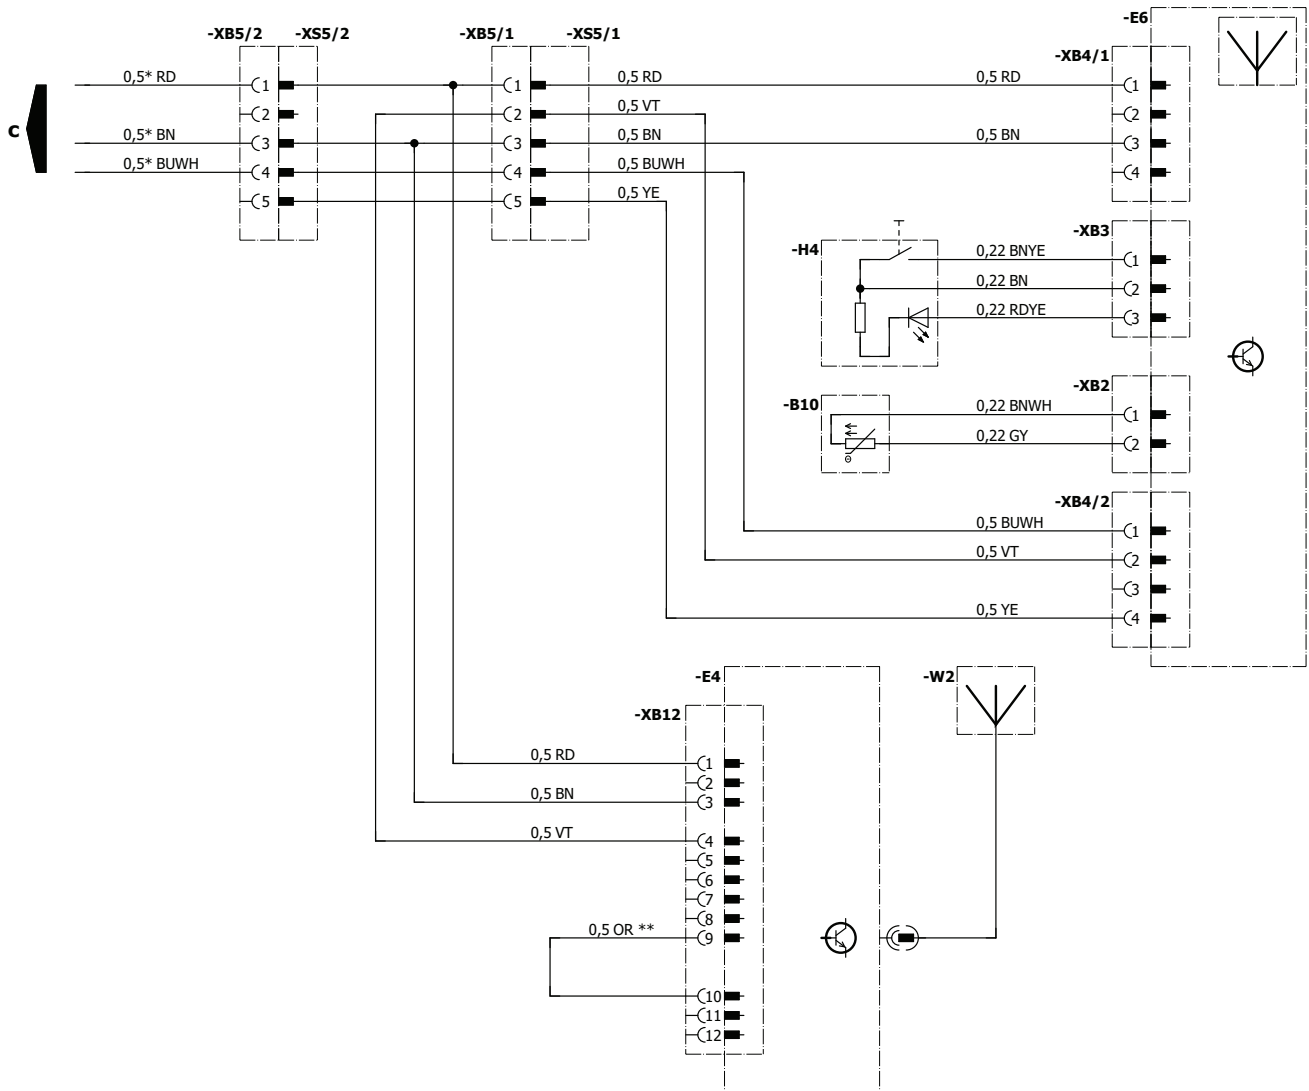 -XB5/2 -XS5/2 -XB5/1 -XS5/1 -E6
-XB4/1
C
0,5* RD 1 1 0,5 RD 0,5 RD 1
2 2 0,5 VT 2
0,5* BN 3 3 0,5 BN 0,5 BN 3
0,5* BUWH 4 4 0,5 BUWH 4
5 5 0,5 YE
-XB3
-H4
0,22 BNYE 1
0,22 BN 2
0,22 RDYE 3
-XB2
-B10
0,22 BNWH 1
0,22 GY 2
-XB4/2
0,5 BUWH 1
0,5 VT 2
3
0,5 YE 4
-E4 -W2
-XB12
0,5 RD 1
2
0,5 BN 3
0,5 VT 4
5
6
7
8
0,5 OR ** 9
10
11
12